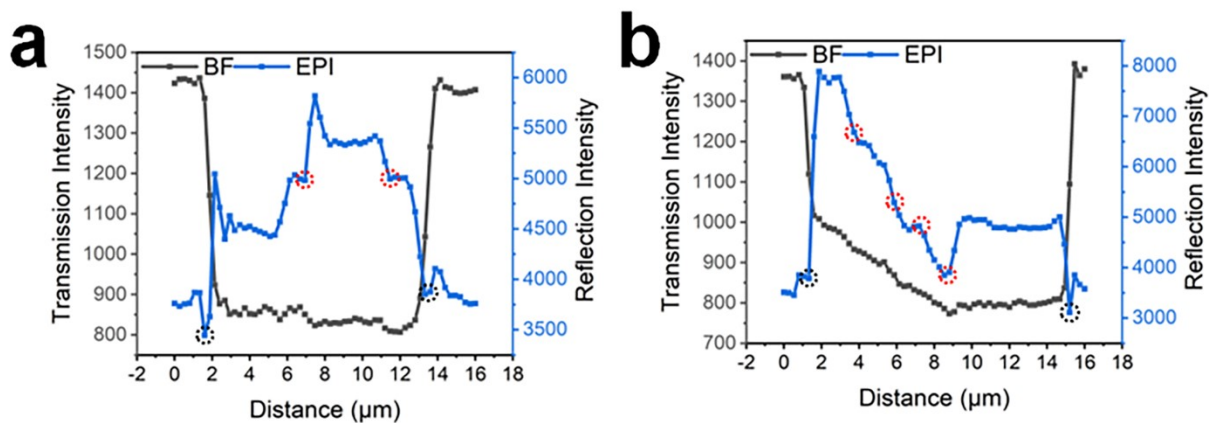 a
BF EPI
Transmission Intensity
1500
1400
1300
1200
1100
1000
900
800
6000
5500
5000
4500
4000
3500
Reflection Intensity
-2 0 2 4 6 8 10 12 14 16 18
Distance (µm)
b
BF EPI
Transmission Intensity
1400
1300
1200
1100
1000
900
800
700
8000
7000
6000
5000
4000
3000
Reflection Intensity
-2 0 2 4 6 8 10 12 14 16 18
Distance (µm)